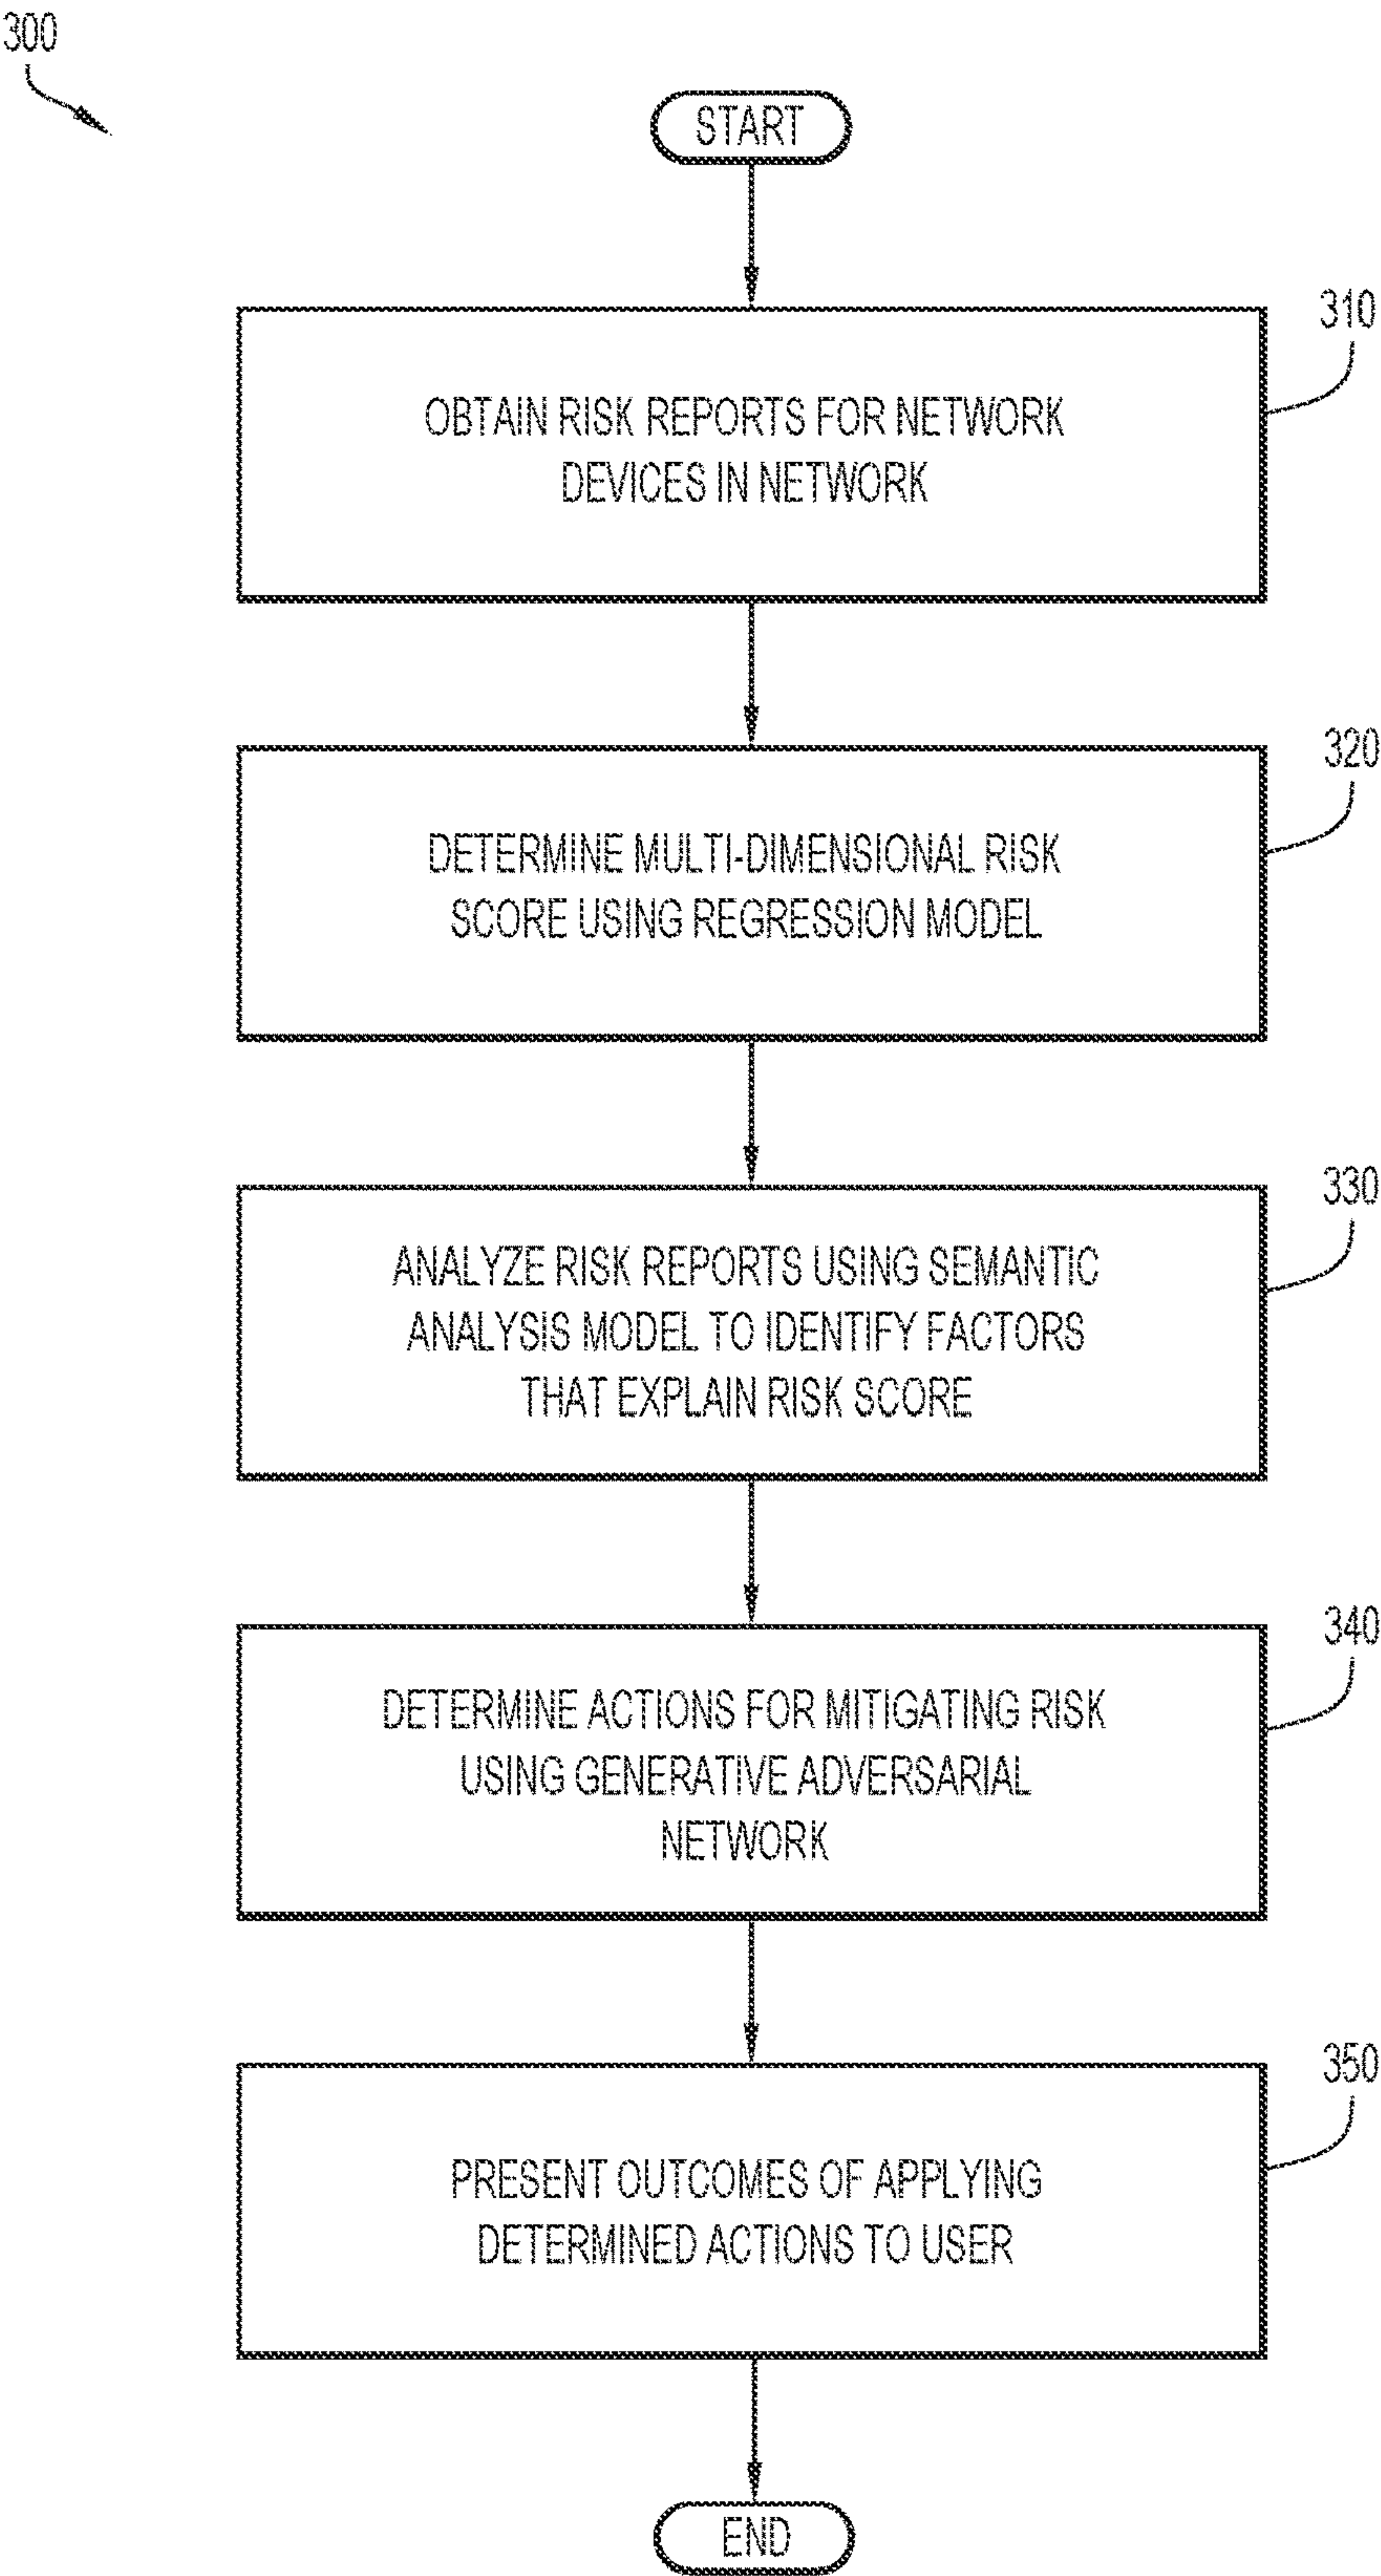 300
START
310
OBTAIN RISK REPORTS FOR NETWORK
DEVICES IN NETWORK
320
DETERMINE MULTI-DIMENSIONAL RISK
SCORE USING REGRESSION MODEL
330
ANALYZE RISK REPORTS USING SEMANTIC
ANALYSIS MODEL TO IDENTIFY FACTORS
THAT EXPLAIN RISK SCORE
340
DETERMINE ACTIONS FOR MITIGATING RISK
USING GENERATIVE ADVERSARIAL
NETWORK
350
PRESENT OUTCOMES OF APPLYING
DETERMINED ACTIONS TO USER
END